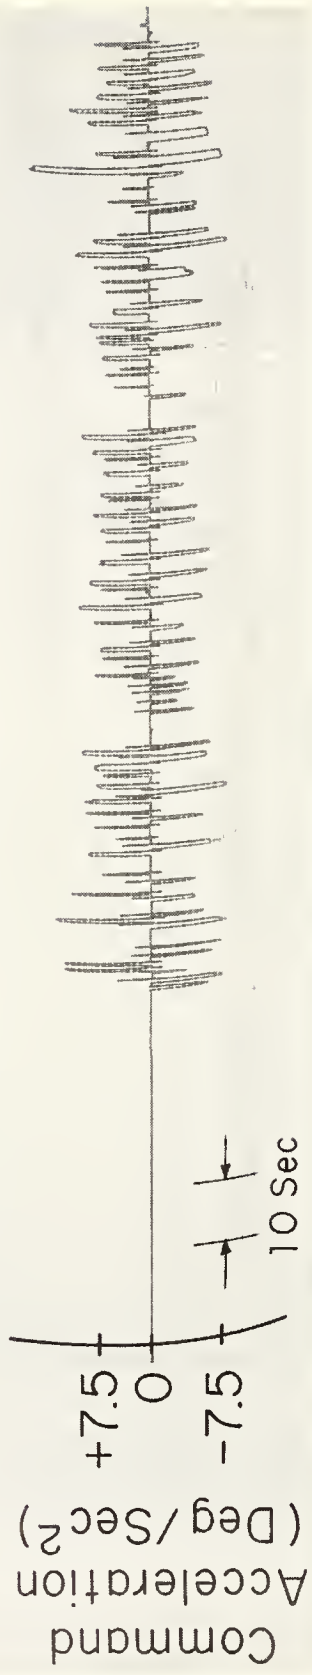 Command
Acceleration
(Deg/Sec²)
+7.5
0
-7.5
10 Sec